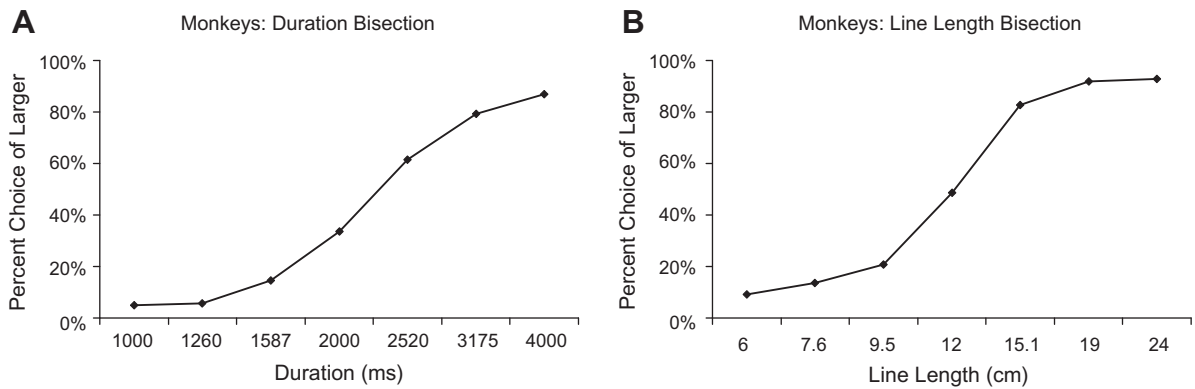 A
Monkeys: Duration Bisection
Percent Choice of Larger
100%
80%
60%
40%
20%
0%
1000 1260 1587 2000 2520 3175 4000
Duration (ms)
B
Monkeys: Line Length Bisection
Percent Choice of Larger
100%
80%
60%
40%
20%
0%
6 7.6 9.5 12 15.1 19 24
Line Length (cm)